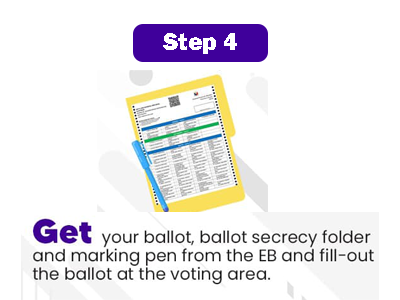 Step 4
Get your ballot, ballot secrecy folder
and marking pen from the EB and fill-out
the ballot at the voting area.